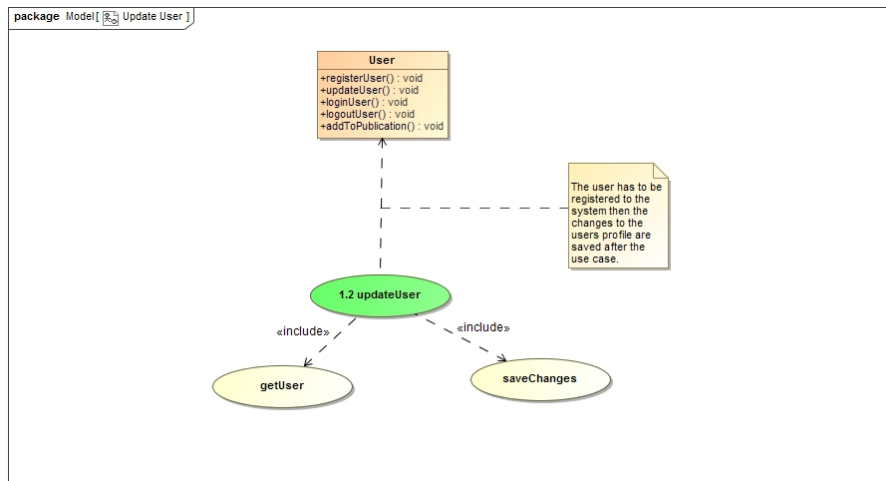 package Model[ Update User ]
User
+registerUser() : void
+updateUser() : void
+loginUser() : void
+logoutUser() : void
+addToPublication() : void
The user has to be
registered to the
system then the
changes to the
users profile are
saved after the
use case.
1.2 updateUser
«include»
«include»
getUser
saveChanges